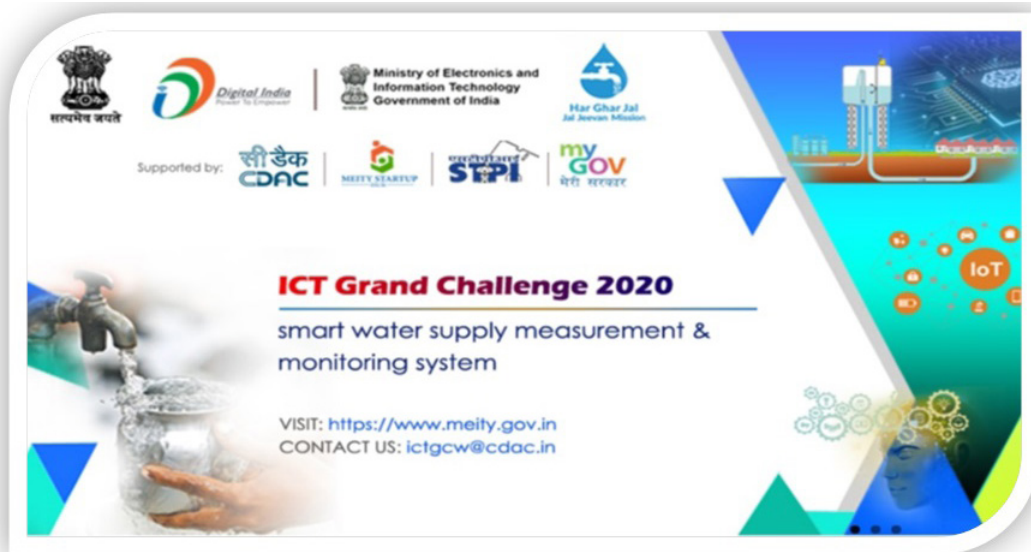 सत्यमेव जयते
Digital India
Power To Empower
Ministry of Electronics and
Information Technology
Government of India
Har Ghar Jal
Jal Jeevan Mission
Supported by:
सी डैक
CDAC
MEITY STARTUP
एसटीपीआई
STPI
my
GOV
मेरी सरकार
IoT
ICT Grand Challenge 2020
smart water supply measurement &
monitoring system
VISIT: https://www.meity.gov.in
CONTACT US: ictgcw@cdac.in